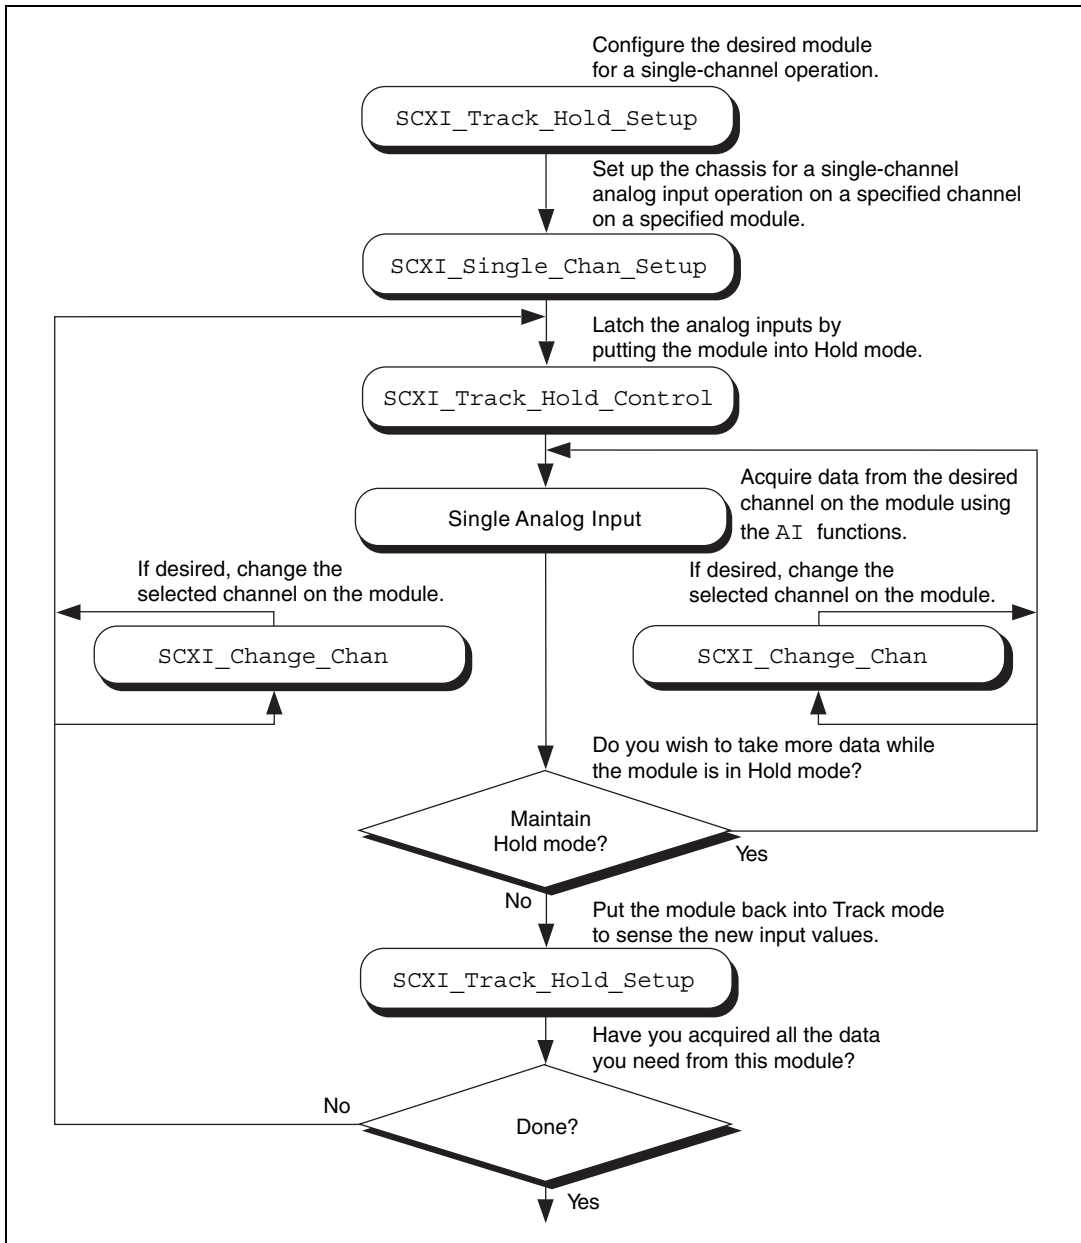 Configure the desired module
for a single-channel operation.
SCXI_Track_Hold_Setup
Set up the chassis for a single-channel
analog input operation on a specified channel
on a specified module.
SCXI_Single_Chan_Setup
Latch the analog inputs by
putting the module into Hold mode.
SCXI_Track_Hold_Control
Acquire data from the desired
channel on the module using
the AI functions.
Single Analog Input
If desired, change the
selected channel on the module.
SCXI_Change_Chan
If desired, change the
selected channel on the module.
SCXI_Change_Chan
Do you wish to take more data while
the module is in Hold mode?
Maintain
Hold mode?
Yes
No
Put the module back into Track mode
to sense the new input values.
SCXI_Track_Hold_Setup
Have you acquired all the data
you need from this module?
No
Done?
Yes